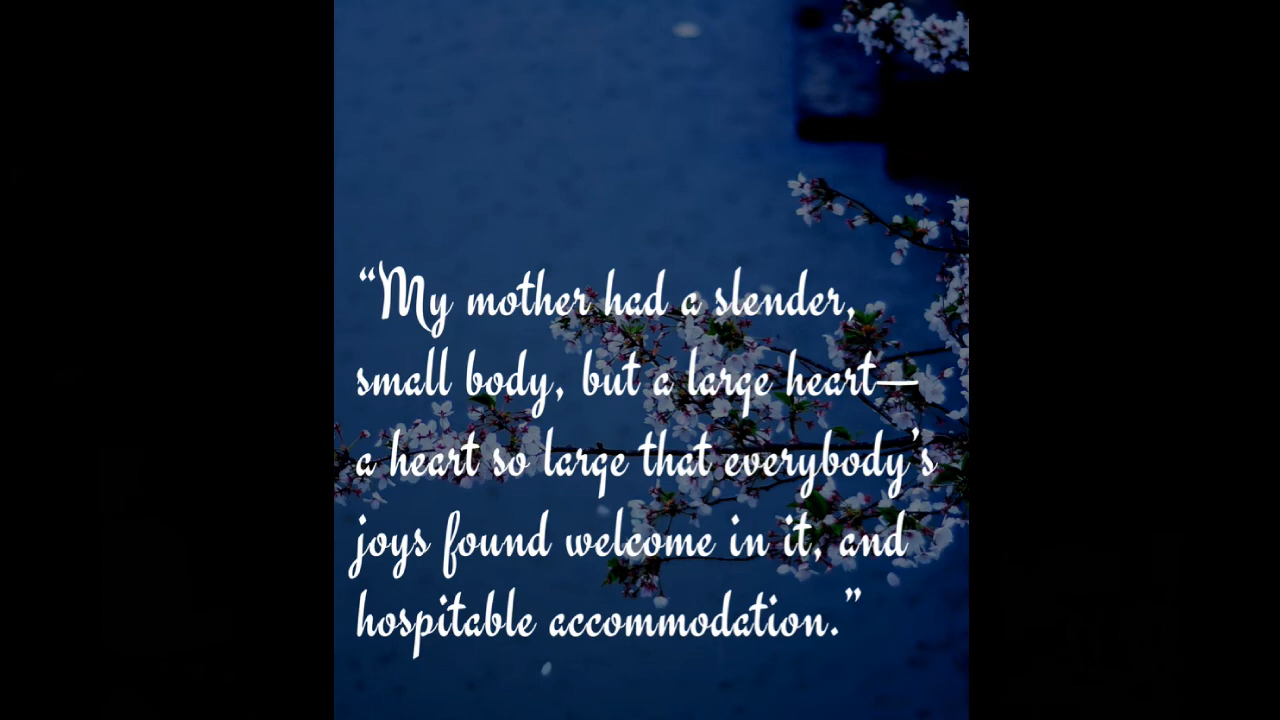 “My mother had a slender,
small body, but a large heart—
a heart so large that everybody’s
joys found welcome in it, and
hospitable accommodation.”